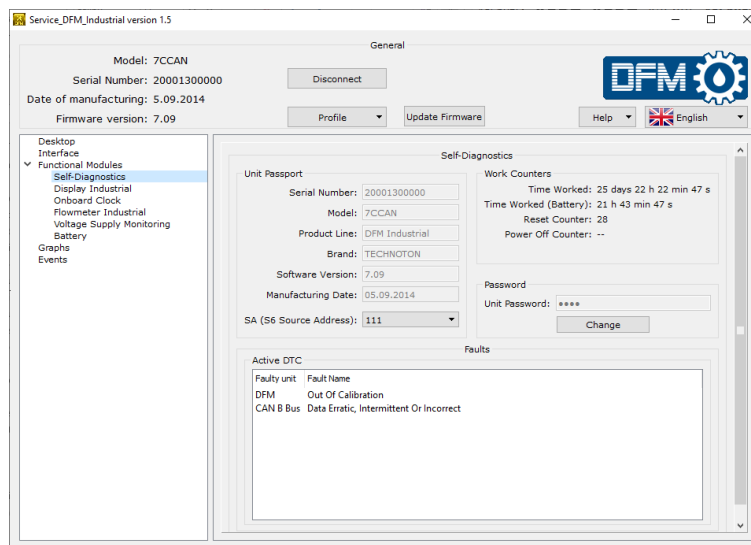 Service_DFM_Industrial version 1.5
General
Model: 7CCAN
Serial Number: 20001300000
Date of manufacturing: 5.09.2014
Firmware version: 7.09
Disconnect
Profile
Update Firmware
DFM
Help
English
Desktop
Interface
Functional Modules
Self-Diagnostics
Display Industrial
Onboard Clock
Flowmeter Industrial
Voltage Supply Monitoring
Battery
Graphs
Events
Self-Diagnostics
Unit Passport
Serial Number: 20001300000
Model: 7CCAN
Product Line: DFM Industrial
Brand: TECHNOTON
Software Version: 7.09
Manufacturing Date: 05.09.2014
SA (S6 Source Address): 111
Work Counters
Time Worked: 25 days 22 h 22 min 47 s
Time Worked (Battery): 21 h 43 min 47 s
Reset Counter: 28
Power Off Counter: --
Password
Unit Password: ●●●●
Change
Faults
Active DTC
Faulty unit Fault Name
DFM Out Of Calibration
CAN B Bus Data Erratic, Intermittent Or Incorrect